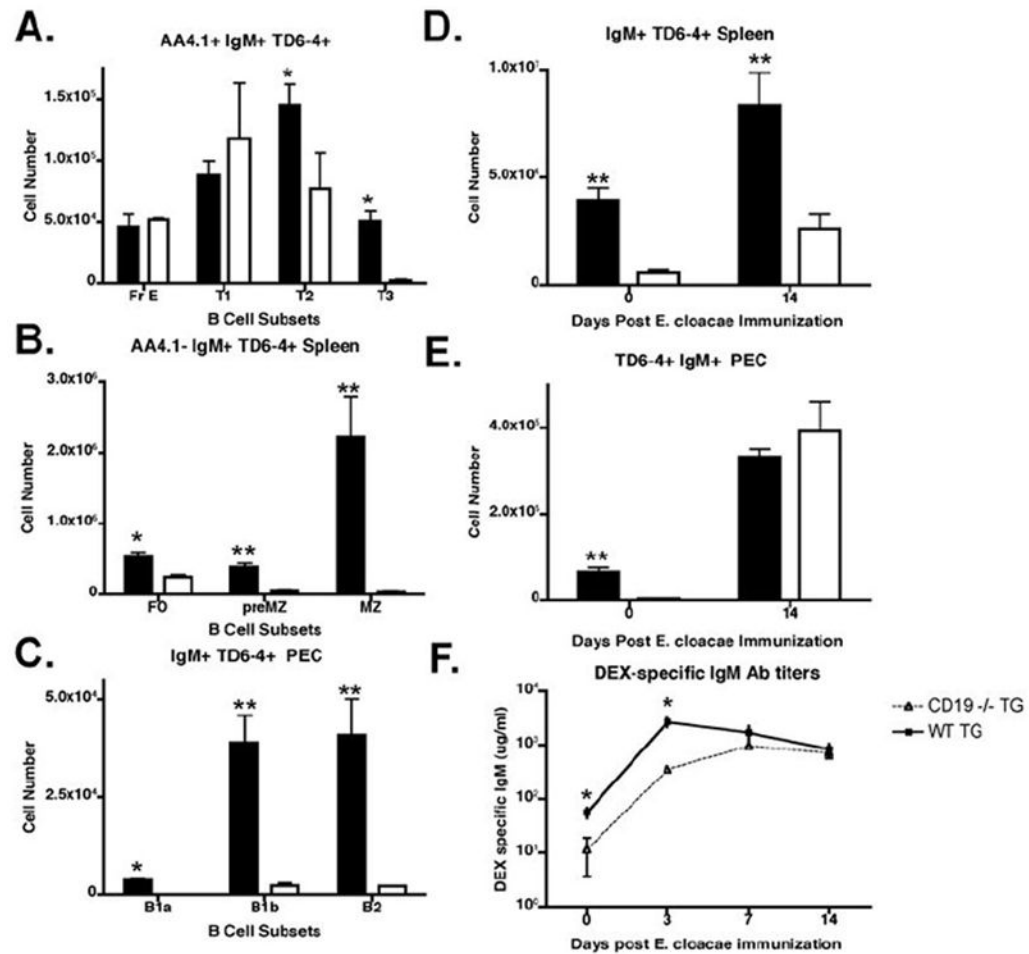 A.
AA4.1+ IgM+ TD6-4+
*
*
1.5x10⁵
1.0x10⁵
5.0x10⁴
0
Cell Number
Fr E T1 T2 T3
B Cell Subsets
B.
AA4.1- IgM+ TD6-4+ Spleen
3.0x10⁶
2.0x10⁶
1.0x10⁶
0
Cell Number
*
**
**
FO preMZ MZ
B Cell Subsets
C.
IgM+ TD6-4+ PEC
5.0x10⁴
2.5x10⁴
0
Cell Number
*
**
**
B1a B1b B2
B Cell Subsets
D.
IgM+ TD6-4+ Spleen
1.0x10⁷
5.0x10⁶
0
Cell Number
**
**
0 14
Days Post E. cloacae Immunization
E.
TD6-4+ IgM+ PEC
4.0x10⁵
2.0x10⁵
0
Cell Number
**
0 14
Days Post E. cloacae Immunization
F.
DEX-specific IgM Ab titers
10⁴
10³
10²
10¹
10⁰
DEX specific IgM (ug/ml)
*
*
0 3 7 14
Days post E. cloacae immunization
CD19 -/- TG
WT TG